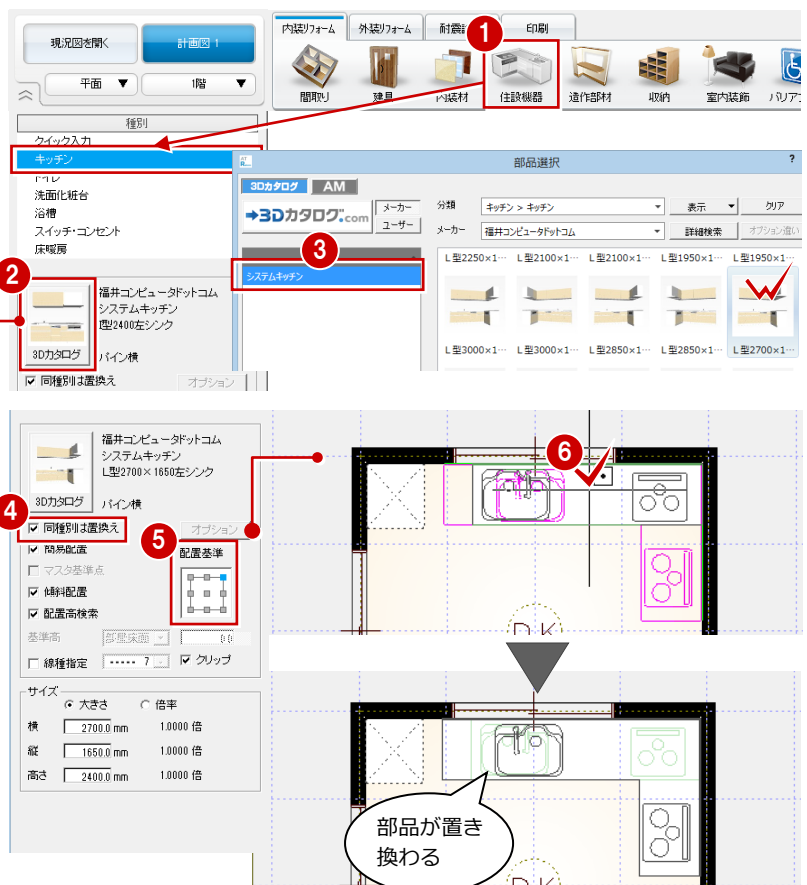 現況図を開く
計画図 1
平面 ▼
1階 ▼
内装リフォーム
外装リフォーム
印刷
1
間取り
建具
内装材
住設機器
造作部材
収納
室内装飾
種別
クイック入力
キッチン
トイレ
洗面化粧台
浴槽
スイッチ・コンセント
床暖房
2
福井コンピュータドットコム
システムキッチン
I型2400左シンク
3Dカタログ
パイン横
同種別は置換え
オプション
部品選択
?
3Dカタログ
AM
3Dカタログ.com
メーカー
ユーザー
3
システムキッチン
分類
キッチン > キッチン
表示
クリア
メーカー
福井コンピュータドットコム
詳細検索
オプション違い
L型2250×1… L型2100×1… L型2100×1… L型1950×1… L型1950×1…
L型3000×1… L型3000×1… L型2850×1… L型2850×1… L型2700×1…
福井コンピュータドットコム
システムキッチン
L型2700×1650左シンク
3Dカタログ
パイン横
4
同種別は置換え
オプション
5
簡易配置
配置基準
マスタ基準点
傾斜配置
配置高検索
基準高
部屋床面
0.0
線種指定
7
クリップ
サイズ
大きさ
倍率
横 2700.0 mm 1.0000 倍
縦 1650.0 mm 1.0000 倍
高さ 2400.0 mm 1.0000 倍
6
DK
部品が置き
換わる
DK